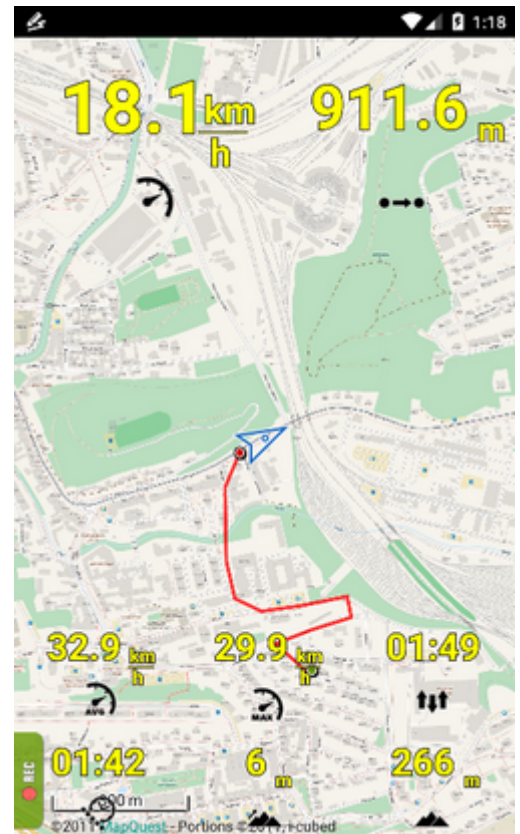 1:18
18.1 km/h 911.6 m
32.9 km/h 29.9 km/h 01:49
AVG MAX
REC 01:42 6 m 266 m
©2011 MapQuest - Portions ©2011, i-cubed